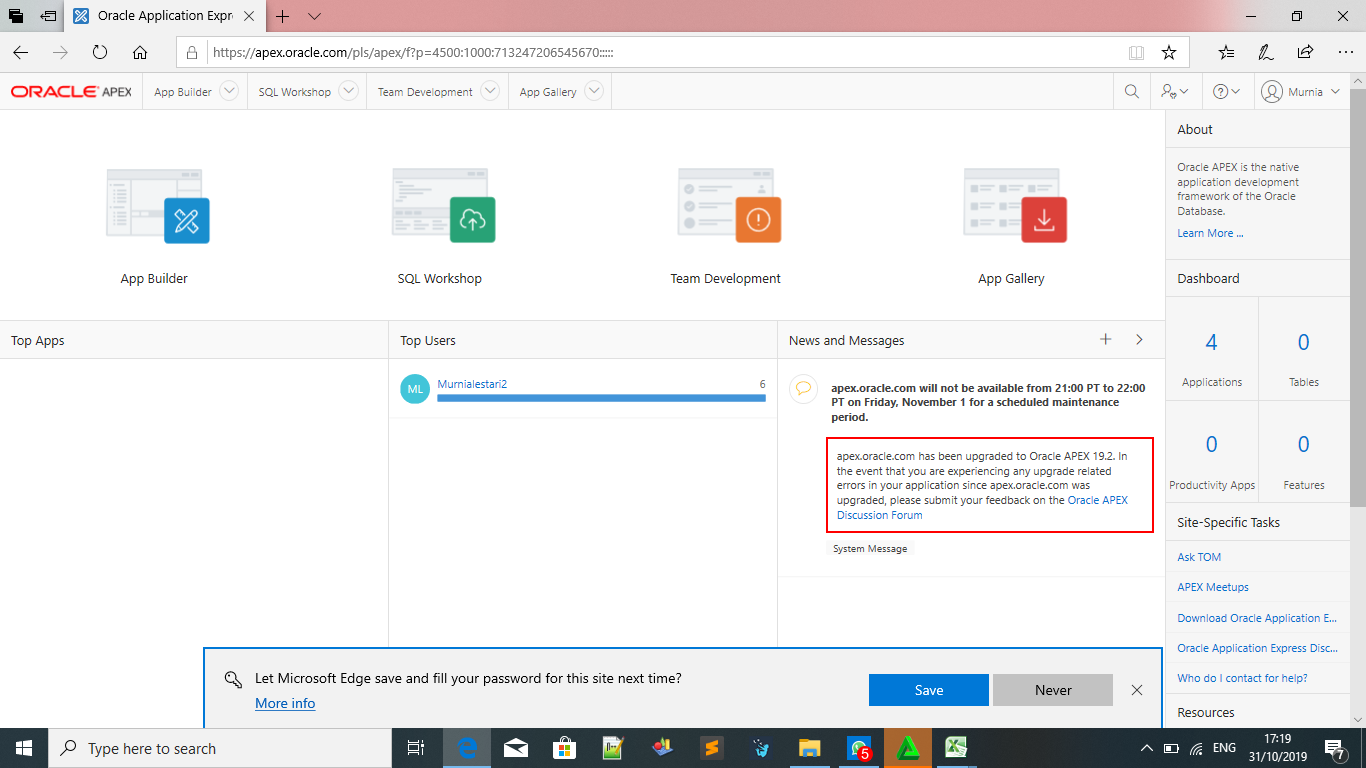 Oracle Application Expr
https://apex.oracle.com/pls/apex/f?p=4500:1000:713247206545670:::::
ORACLE APEX
App Builder
SQL Workshop
Team Development
App Gallery
Murnia
App Builder
SQL Workshop
Team Development
App Gallery
Top Apps
Top Users
ML
Murnialestari2
6
News and Messages
apex.oracle.com will not be available from 21:00 PT to 22:00
PT on Friday, November 1 for a scheduled maintenance
period.
apex.oracle.com has been upgraded to Oracle APEX 19.2. In
the event that you are experiencing any upgrade related
errors in your application since apex.oracle.com was
upgraded, please submit your feedback on the Oracle APEX
Discussion Forum
System Message
About
Oracle APEX is the native
application development
framework of the Oracle
Database.
Learn More ...
Dashboard
4
Applications
0
Tables
0
Productivity Apps
0
Features
Site-Specific Tasks
Ask TOM
APEX Meetups
Download Oracle Application E...
Oracle Application Express Disc...
Who do I contact for help?
Resources
Let Microsoft Edge save and fill your password for this site next time?
More info
Save
Never
Type here to search
5
ENG
17:19
31/10/2019
7